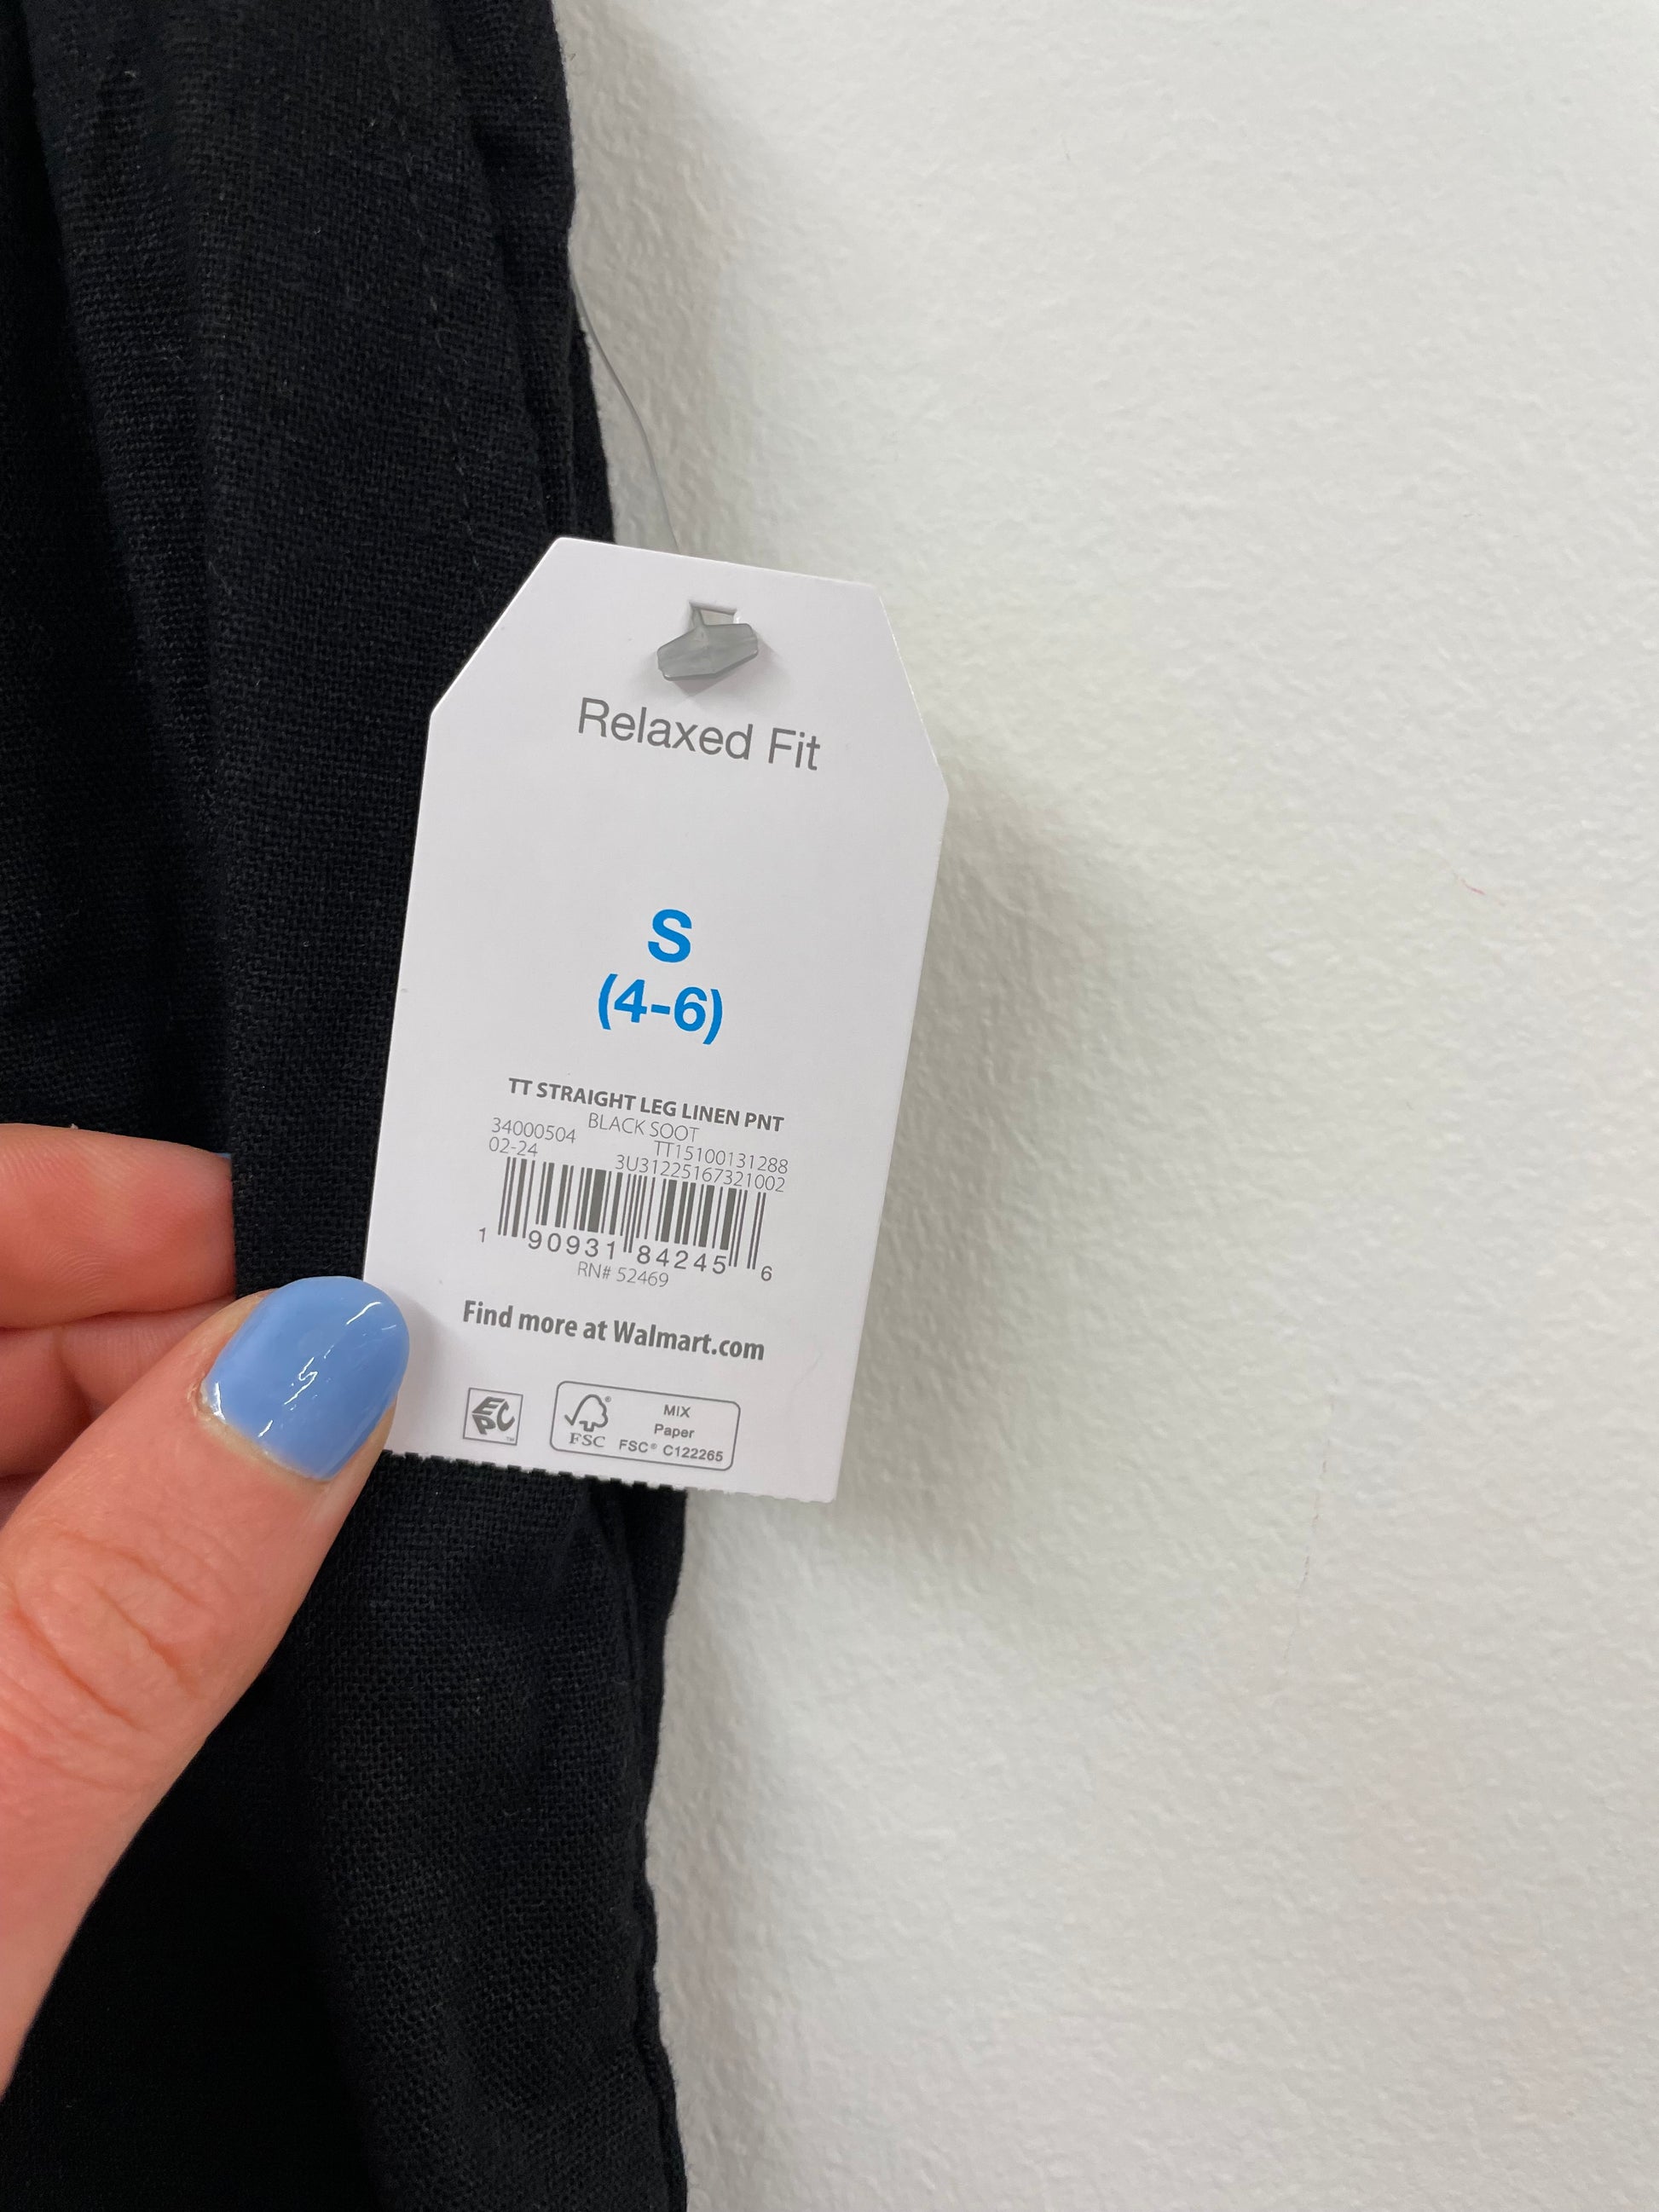 Relaxed Fit
S
(4-6)
TT STRAIGHT LEG LINEN PNT
BLACK SOOT
34000504 TT15100131288
02-24 3U31225167321002
1 90931 84245 6
RN# 52469
Find more at Walmart.com
EPC™
FSC®
MIX
Paper
FSC® C122265